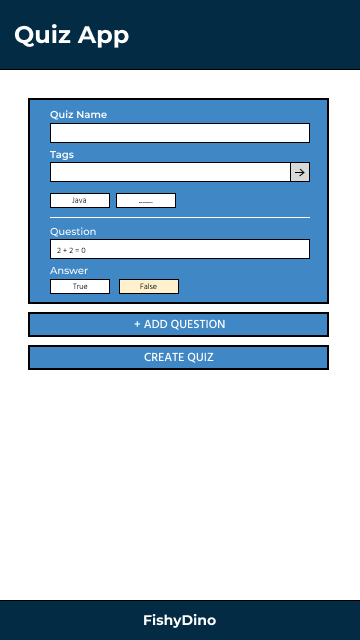 Quiz App
Quiz Name
Tags
→
Java
......
Question
2 + 2 = 0
Answer
True False
+ ADD QUESTION
CREATE QUIZ
FishyDino